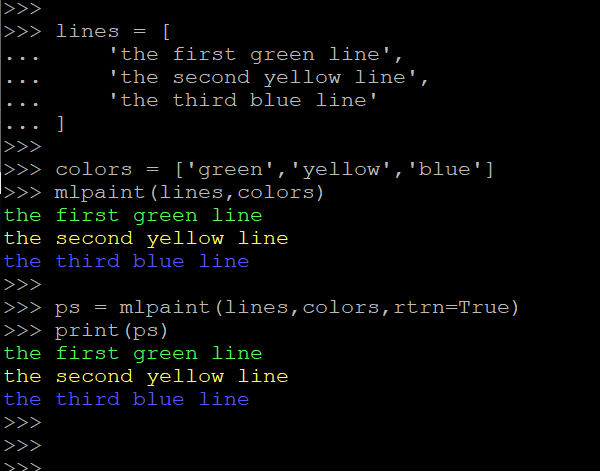 >>>
>>> lines = [
...     'the first green line',
...     'the second yellow line',
...     'the third blue line'
... ]
>>>
>>> colors = ['green','yellow','blue']
>>> mlpaint(lines,colors)
the first green line
the second yellow line
the third blue line
>>>
>>> ps = mlpaint(lines,colors,rtrn=True)
>>> print(ps)
the first green line
the second yellow line
the third blue line
>>>
>>>
>>>